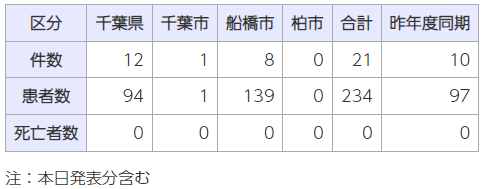 区分 千葉県 千葉市 船橋市 柏市 合計 昨年度同期
件数 12 1 8 0 21 10
患者数 94 1 139 0 234 97
死亡者数 0 0 0 0 0 0
注：本日発表分含む